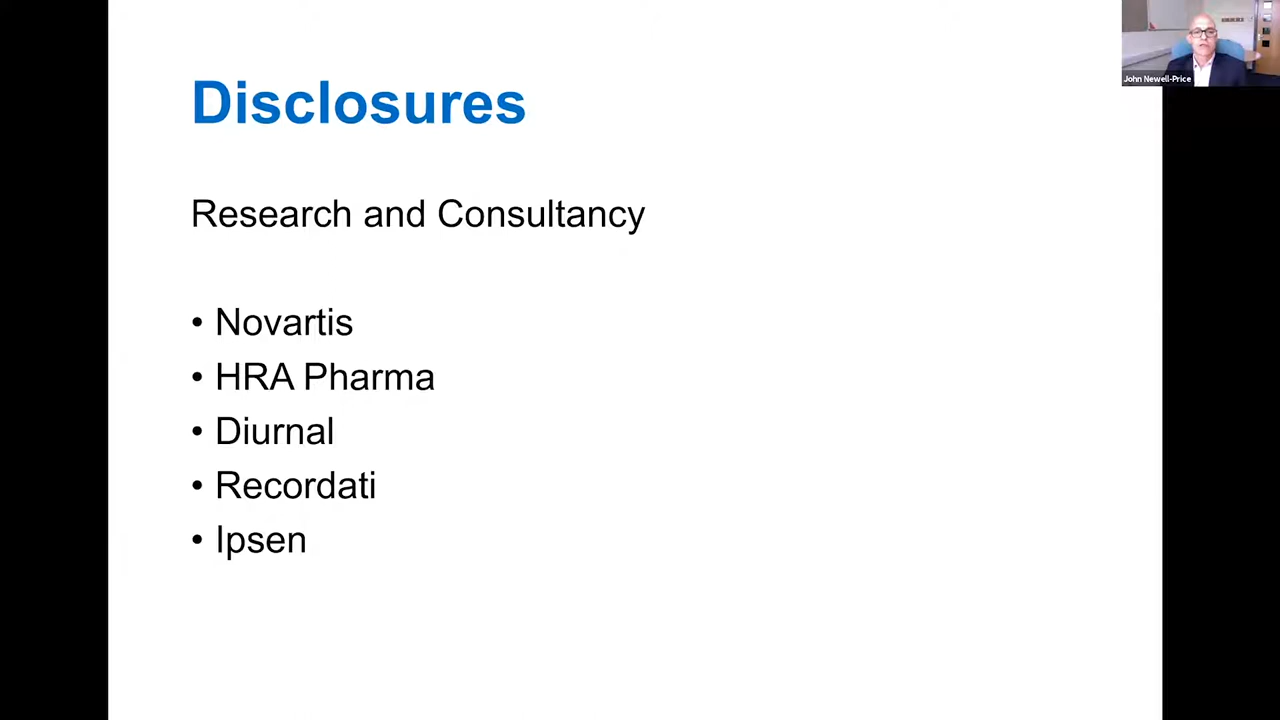 Disclosures
John Newell-Price
Research and Consultancy
• Novartis
• HRA Pharma
• Diurnal
• Recordati
• Ipsen